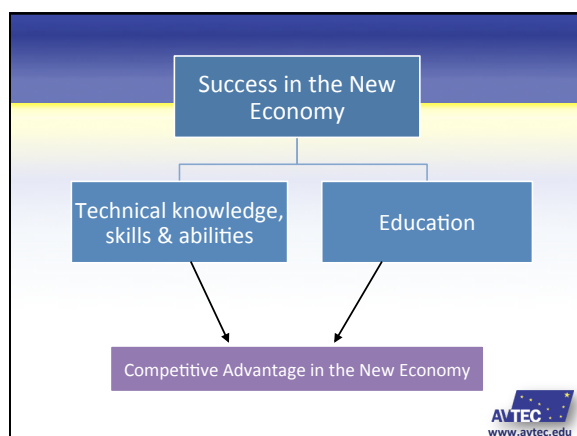 Success in the New
Economy
Technical knowledge,
skills & abilities
Education
Competitive Advantage in the New Economy
AVTEC
www.avtec.edu